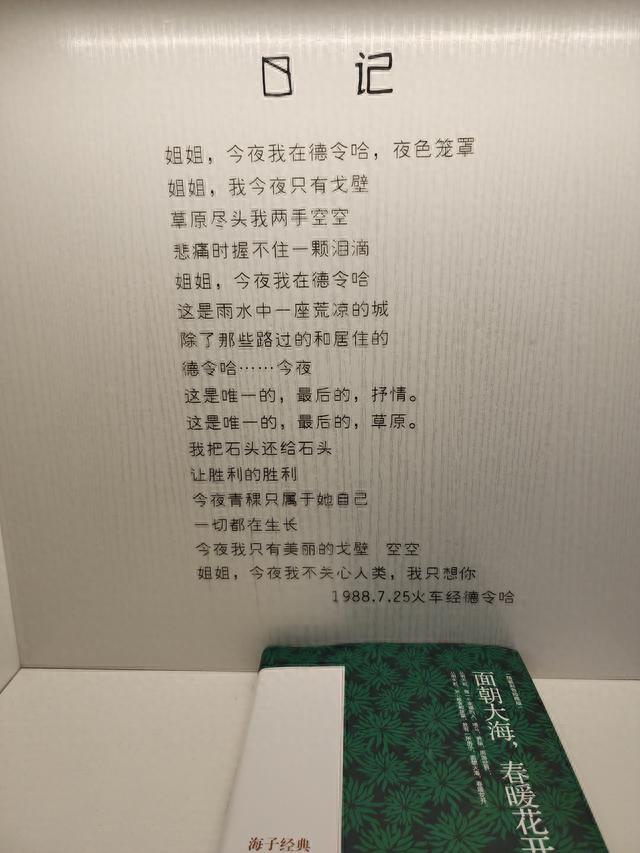 日 记
姐姐，今夜我在德令哈，夜色笼罩
姐姐，我今夜只有戈壁
草原尽头我两手空空
悲痛时握不住一颗泪滴
姐姐，今夜我在德令哈
这是雨水中一座荒凉的城
除了那些路过的和居住的
德令哈……今夜
这是唯一的，最后的，抒情。
这是唯一的，最后的，草原。
我把石头还给石头
让胜利的胜利
今夜青稞只属于她自己
一切都在生长
今夜我只有美丽的戈壁 空空
姐姐，今夜我不关心人类，我只想你
1988.7.25火车经德令哈
面朝大海，春暖花开
海子经典